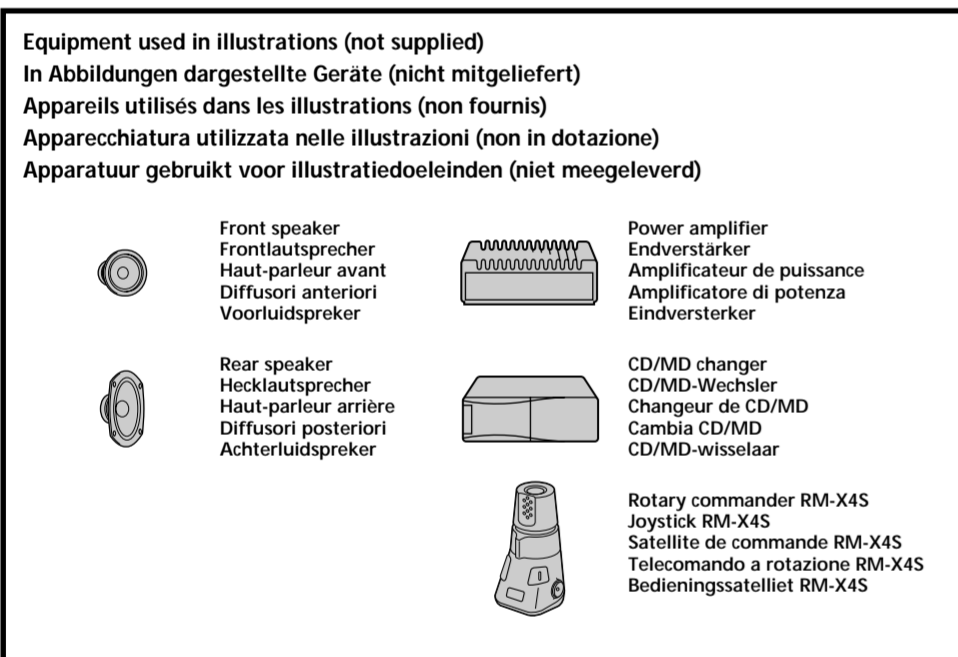 Equipment used in illustrations (not supplied)
In Abbildungen dargestellte Geräte (nicht mitgeliefert)
Appareils utilisés dans les illustrations (non fournis)
Apparecchiatura utilizzata nelle illustrazioni (non in dotazione)
Apparatuur gebruikt voor illustratiedoeleinden (niet meegeleverd)
Front speaker
Frontlautsprecher
Haut-parleur avant
Diffusori anteriori
Voorluidspreker
Power amplifier
Endverstärker
Amplificateur de puissance
Amplificatore di potenza
Eindversterker
Rear speaker
Hecklautsprecher
Haut-parleur arrière
Diffusori posteriori
Achterluidspreker
CD/MD changer
CD/MD-Wechsler
Changeur de CD/MD
Cambia CD/MD
CD/MD-wisselaar
Rotary commander RM-X4S
Joystick RM-X4S
Satellite de commande RM-X4S
Telecomando a rotazione RM-X4S
Bedieningssatelliet RM-X4S